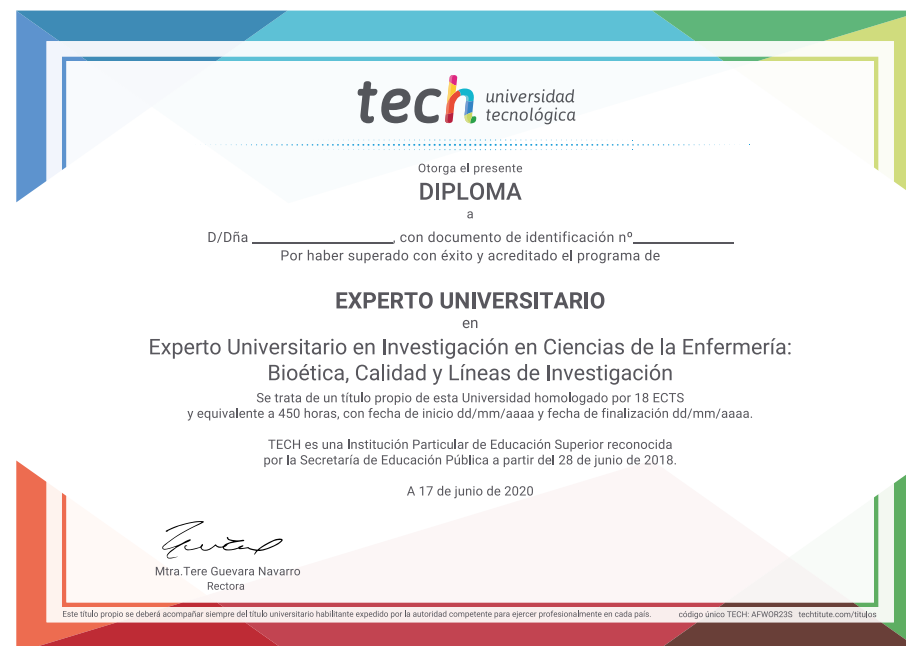 tech universidad
tecnológica
Otorga el presente
DIPLOMA
a
D/Dña ____________________, con documento de identificación nº______________
Por haber superado con éxito y acreditado el programa de
EXPERTO UNIVERSITARIO
en
Experto Universitario en Investigación en Ciencias de la Enfermería:
Bioética, Calidad y Líneas de Investigación
Se trata de un título propio de esta Universidad homologado por 18 ECTS
y equivalente a 450 horas, con fecha de inicio dd/mm/aaaa y fecha de finalización dd/mm/aaaa.
TECH es una Institución Particular de Educación Superior reconocida
por la Secretaría de Educación Pública a partir del 28 de junio de 2018.
A 17 de junio de 2020
Mtra.Tere Guevara Navarro
Rectora
Este título propio se deberá acompañar siempre del título universitario habilitante expedido por la autoridad competente para ejercer profesionalmente en cada país. código único TECH: AFWOR23S techtitute.com/titulos